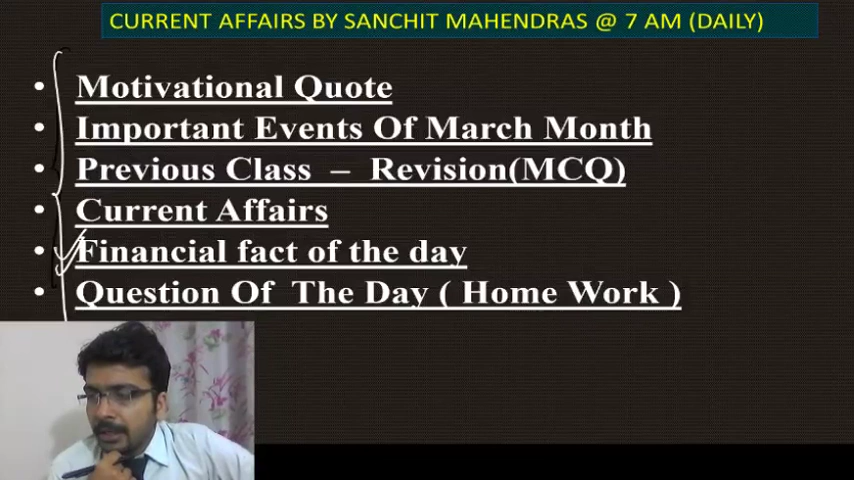 CURRENT AFFAIRS BY SANCHIT MAHENDRAS @ 7 AM (DAILY)
• Motivational Quote
• Important Events Of March Month
• Previous Class – Revision(MCQ)
• Current Affairs
• Financial fact of the day
• Question Of The Day ( Home Work )